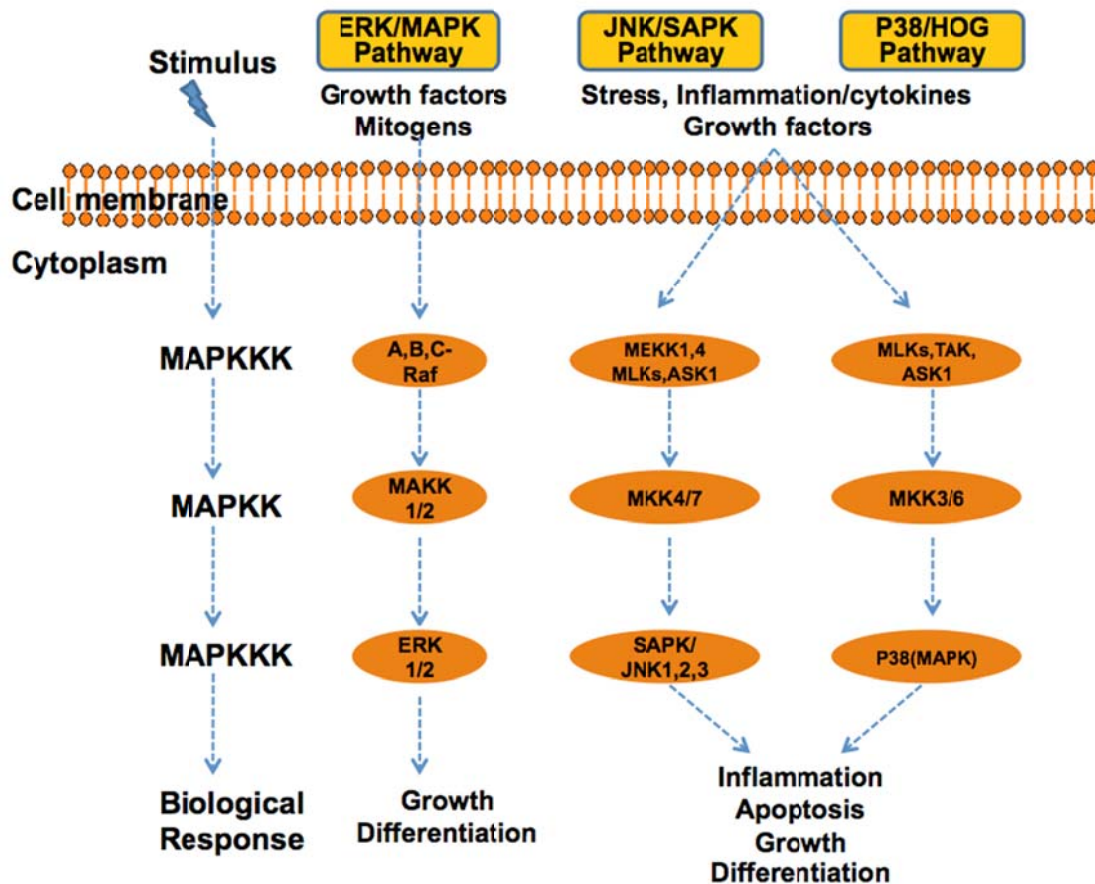 ERK/MAPK
Pathway
JNK/SAPK
Pathway
P38/HOG
Pathway
Stimulus
Growth factors
Mitogens
Stress, Inflammation/cytokines
Growth factors
Cell membrane
Cytoplasm
MAPKKK
A,B,C-
Raf
MEKK1,4
MLKs,ASK1
MLKs,TAK,
ASK1
MAPKK
MAKK
1/2
MKK4/7
MKK3/6
MAPKKK
ERK
1/2
SAPK/
JNK1,2,3
P38(MAPK)
Biological
Response
Growth
Differentiation
Inflammation
Apoptosis
Growth
Differentiation